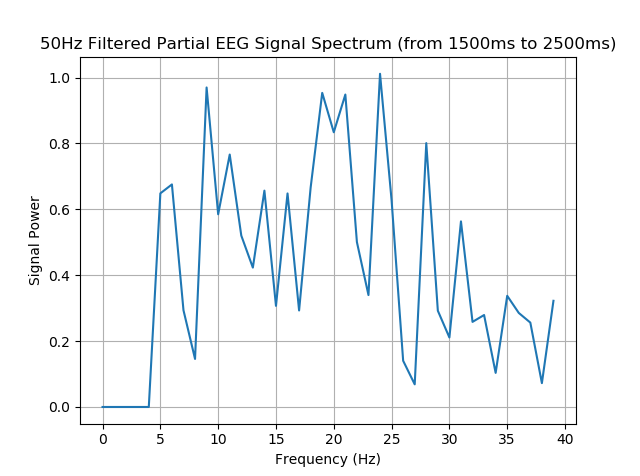 50Hz Filtered Partial EEG Signal Spectrum (from 1500ms to 2500ms)
1.0
0.8
0.6
0.4
0.2
0.0
Signal Power
0 5 10 15 20 25 30 35 40
Frequency (Hz)